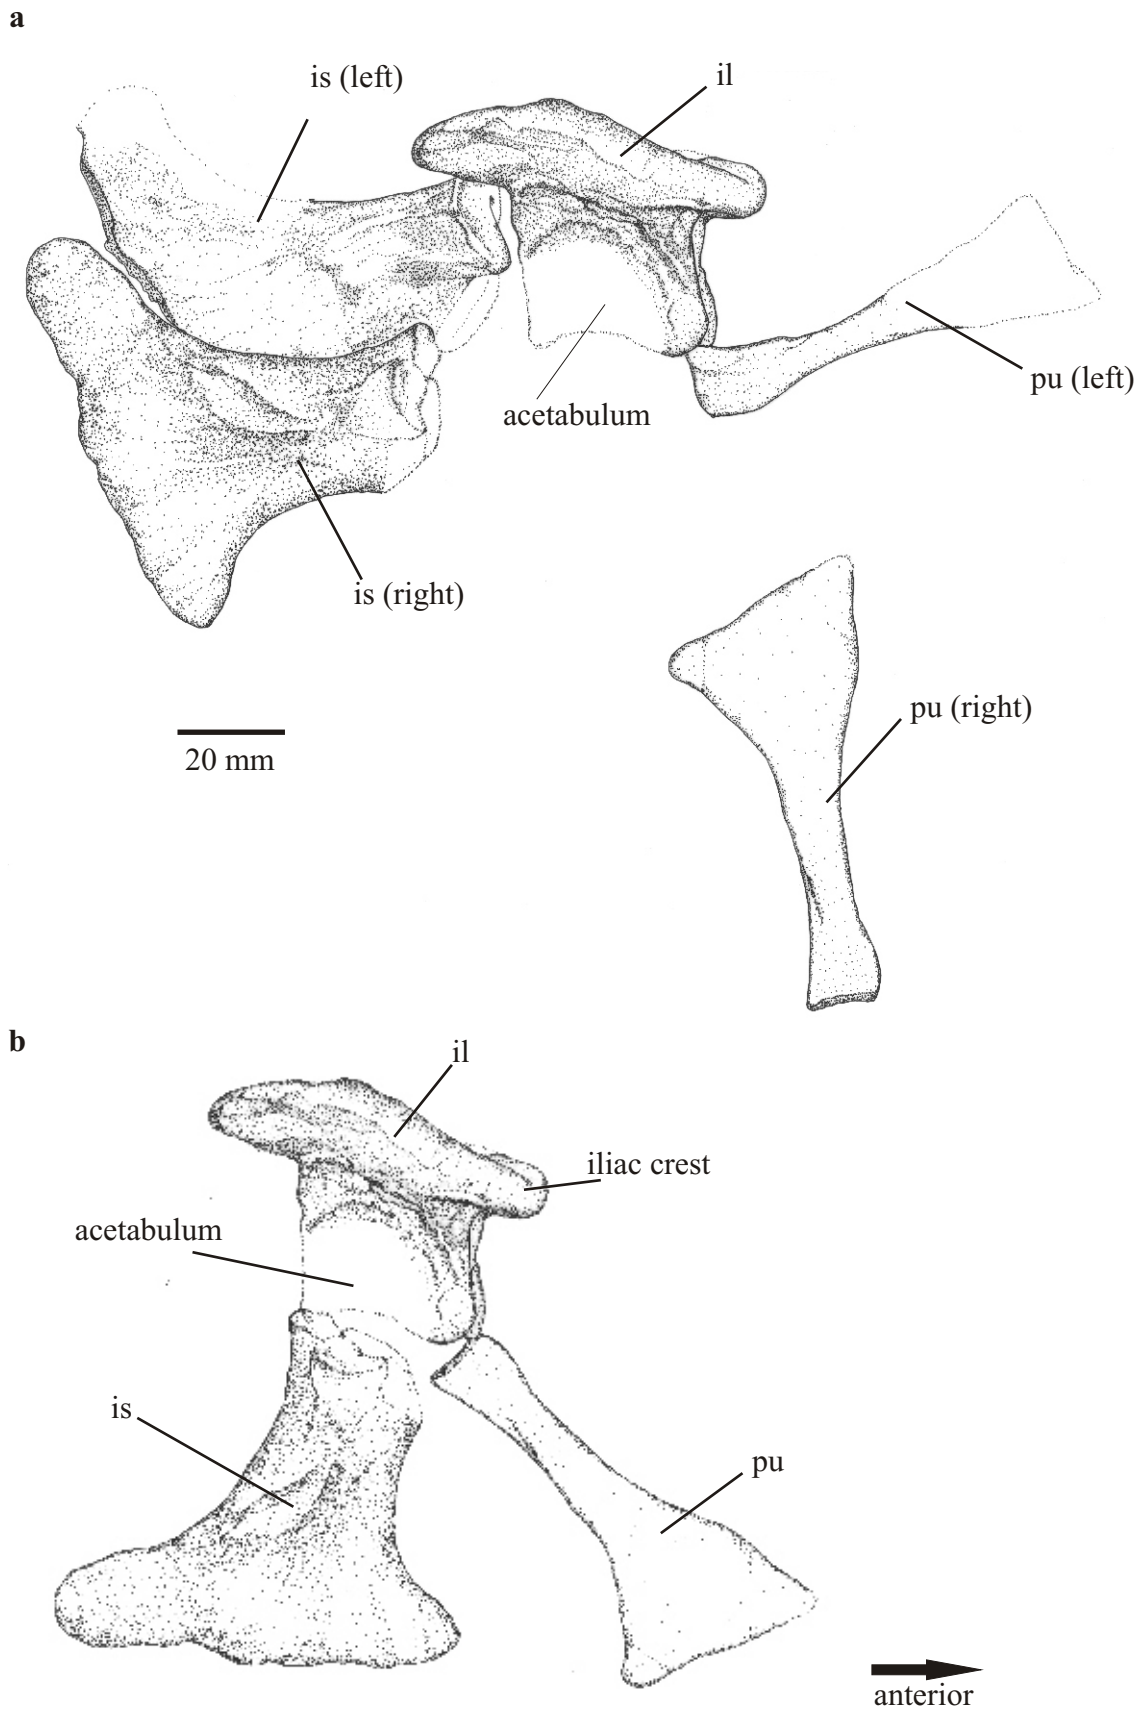 a
is (left)
il
pu (left)
acetabulum
is (right)
pu (right)
20 mm
b
il
iliac crest
acetabulum
is
pu
anterior